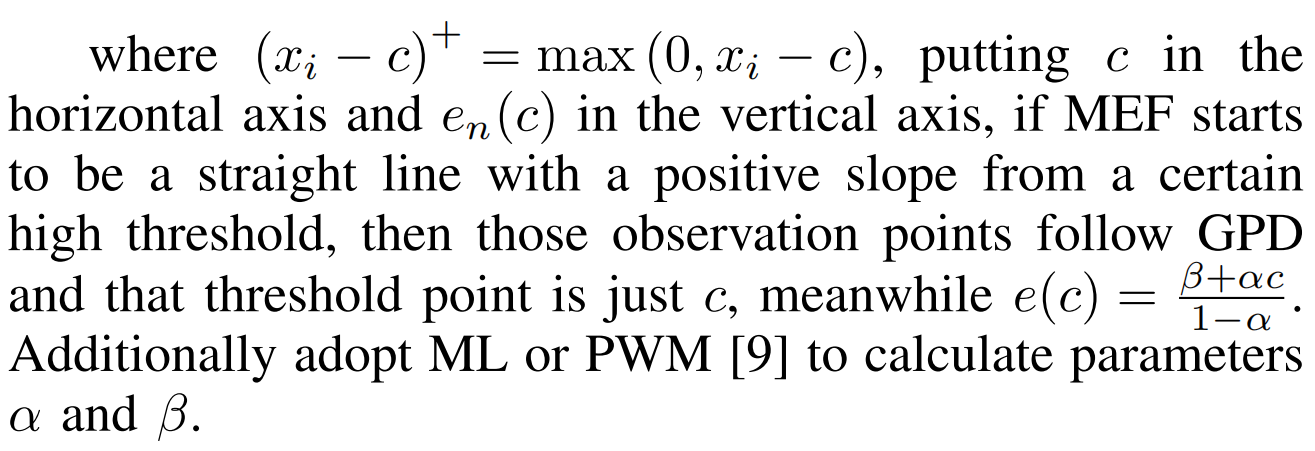 where $(x_i - c)^+ = \max(0, x_i - c)$, putting $c$ in the
horizontal axis and $e_n(c)$ in the vertical axis, if MEF starts
to be a straight line with a positive slope from a certain
high threshold, then those observation points follow GPD
and that threshold point is just $c$, meanwhile $e(c) = \frac{\beta+\alpha c}{1-\alpha}$.
Additionally adopt ML or PWM [9] to calculate parameters
$\alpha$ and $\beta$.